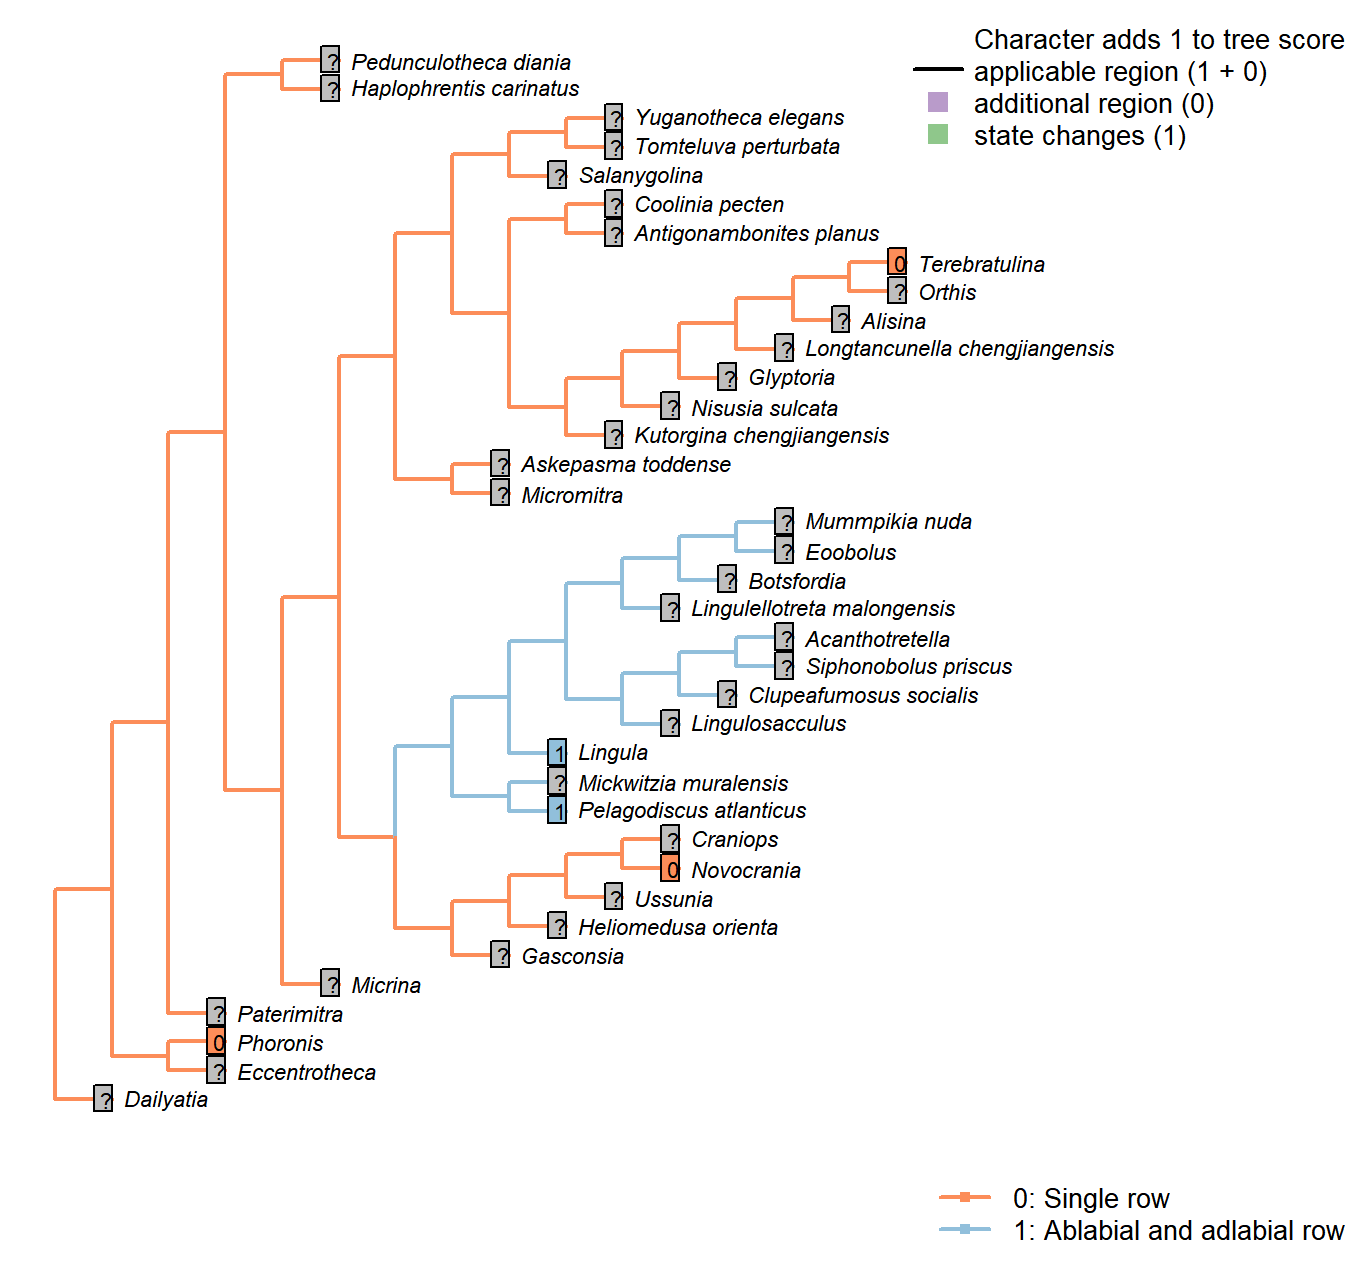 Character adds 1 to tree score
applicable region (1 + 0)
additional region (0)
state changes (1)
? Pedunculotheca diania
? Haplophrentis carinatus
? Yuganotheca elegans
? Tomteluva perturbata
? Salanygolina
? Coolinia pecten
? Antigonambonites planus
0 Terebratulina
? Orthis
? Alisina
? Longtancunella chengjiangensis
? Glyptoria
? Nisusia sulcata
? Kutorgina chengjiangensis
? Askepasma toddense
? Micromitra
? Mummpikia nuda
? Eoobolus
? Botsfordia
? Lingulellotreta malongensis
? Acanthotretella
? Siphonobolus priscus
? Clupeafumosus socialis
? Lingulosacculus
1 Lingula
? Mickwitzia muralensis
1 Pelagodiscus atlanticus
? Craniops
0 Novocrania
? Ussunia
? Heliomedusa orienta
? Gasconsia
? Micrina
? Paterimitra
0 Phoronis
? Eccentrotheca
? Dailyatia
0: Single row
1: Ablabial and adlabial row